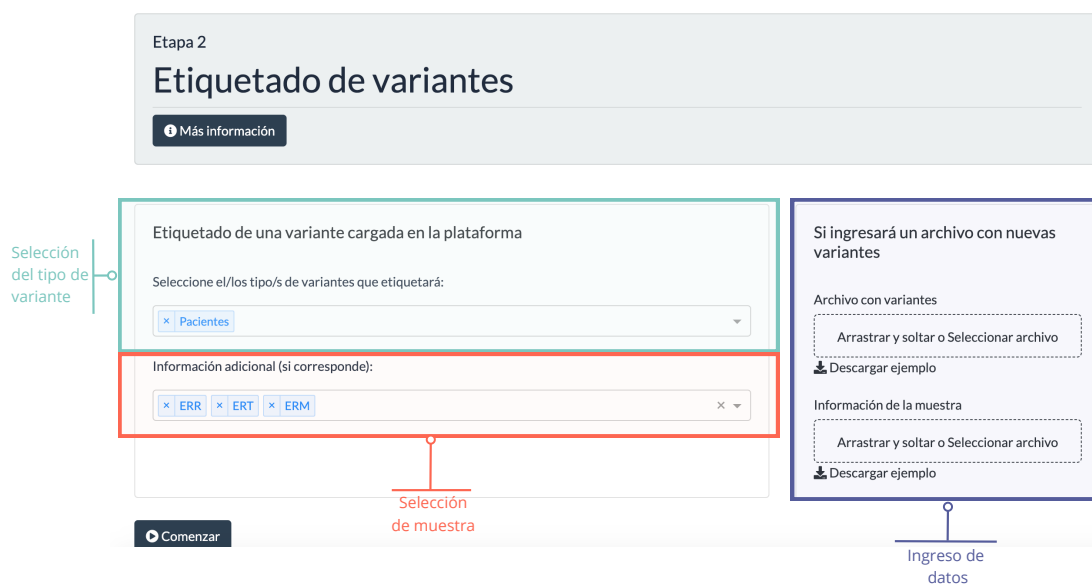 Etapa 2
Etiquetado de variantes
Más información
Selección
del tipo de
variante
Etiquetado de una variante cargada en la plataforma
Seleccione el/los tipo/s de variantes que etiquetará:
× Pacientes
Información adicional (si corresponde):
× ERR × ERT × ERM ×
Selección
de muestra
Comenzar
Si ingresará un archivo con nuevas
variantes
Archivo con variantes
Arrastrar y soltar o Seleccionar archivo
Descargar ejemplo
Información de la muestra
Arrastrar y soltar o Seleccionar archivo
Descargar ejemplo
Ingreso de
datos